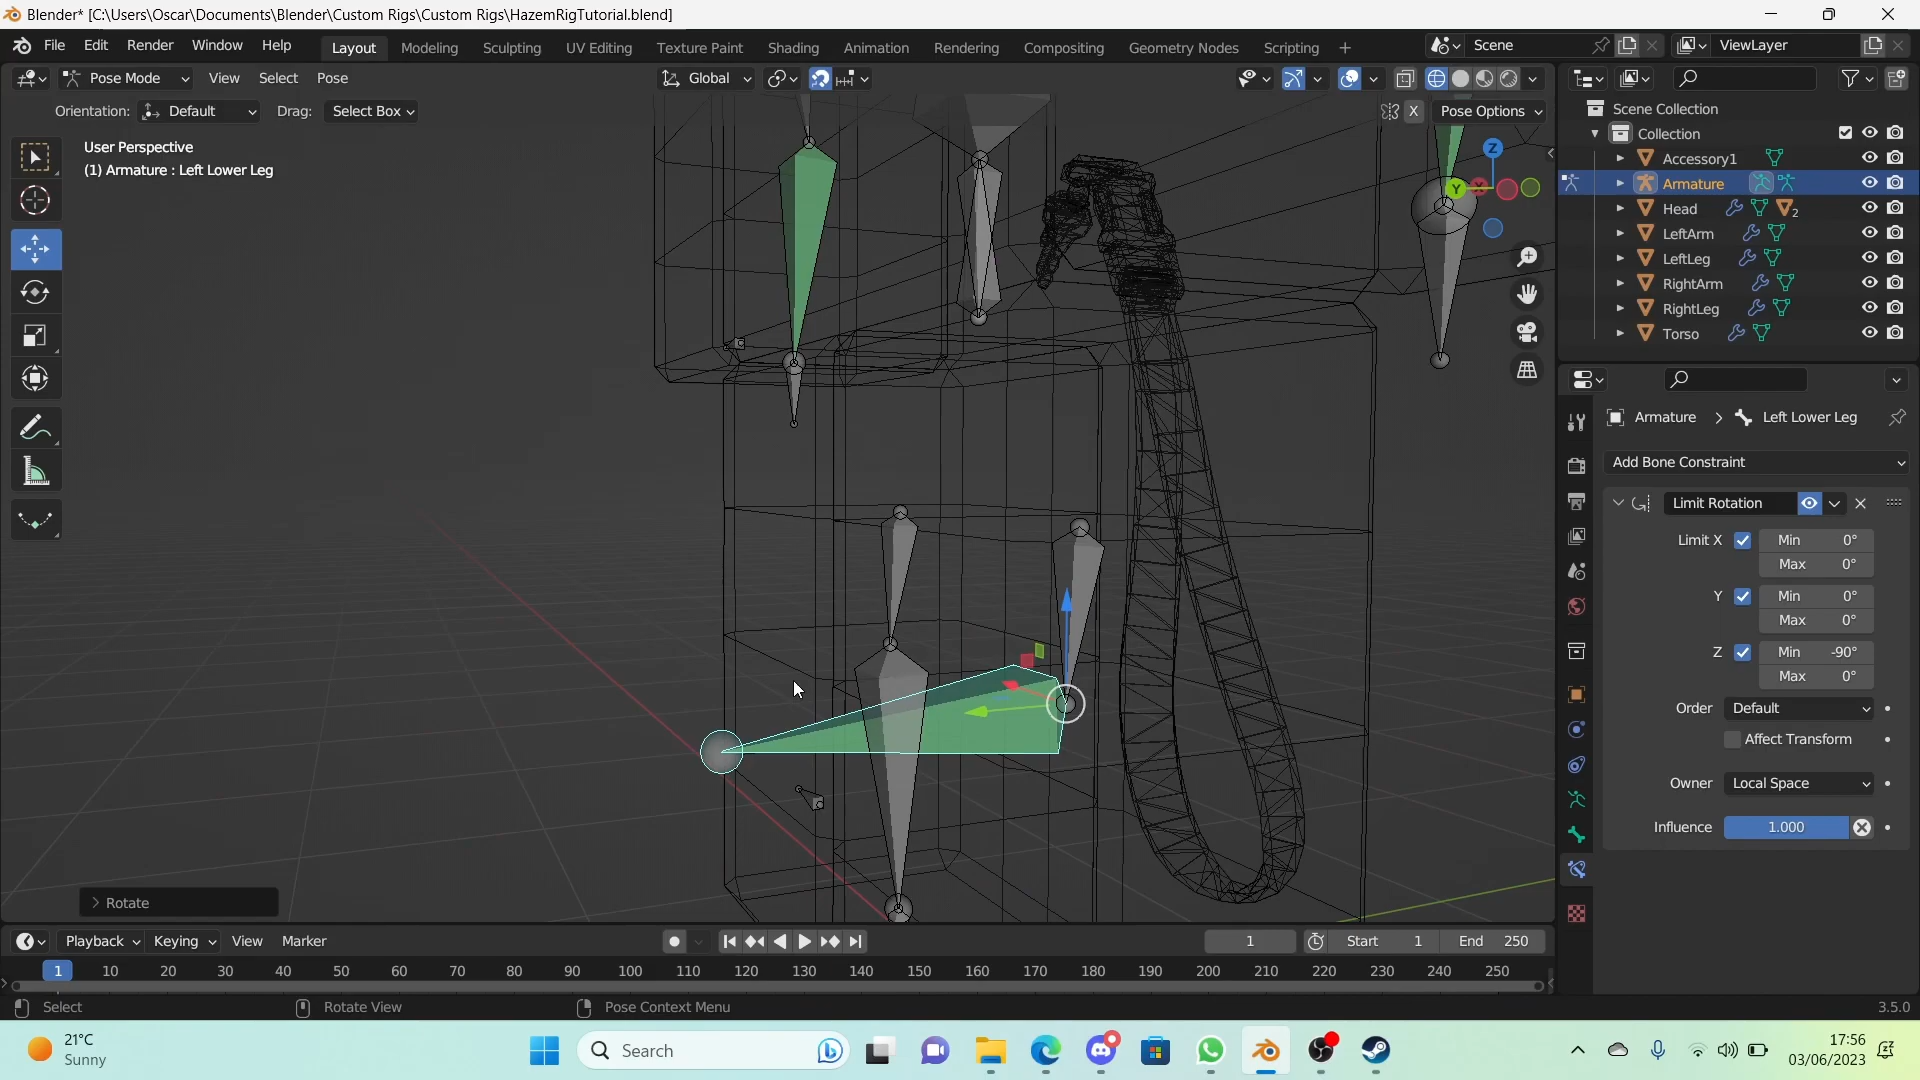 Blender* [C:\Users\Oscar\Documents\Blender\Custom Rigs\Custom Rigs\HazemRigTutorial.blend]
File Edit Render Window Help Layout Modeling Sculpting UV Editing Texture Paint Shading Animation Rendering Compositing Geometry Nodes Scripting + Scene ViewLayer
Pose Mode View Select Pose Global
Orientation: Default Drag: Select Box X Pose Options
User Perspective
(1) Armature : Left Lower Leg
Z
Y
X
Scene Collection
Collection
Accessory1
Armature
Head 2
LeftArm
LeftLeg
RightArm
RightLeg
Torso
Armature > Left Lower Leg
Add Bone Constraint
Limit Rotation
Limit X Min 0°
Max 0°
Y Min 0°
Max 0°
Z Min -90°
Max 0°
Order Default
Affect Transform
Owner Local Space
Influence 1.000
Rotate
Playback Keying View Marker 1 Start 1 End 250
1 10 20 30 40 50 60 70 80 90 100 110 120 130 140 150 160 170 180 190 200 210 220 230 240 250
Select Rotate View Pose Context Menu 3.5.0
21°C
Sunny
Search
17:56
03/06/2023